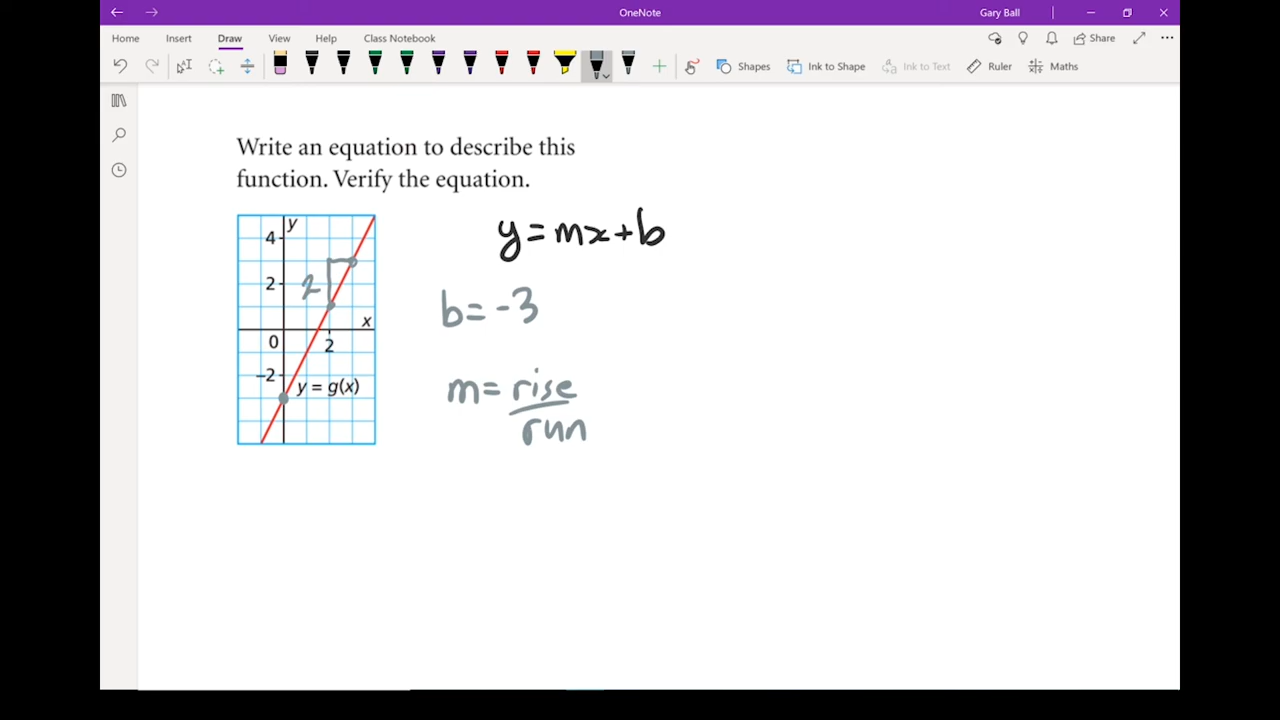 OneNote
Gary Ball
Home Insert Draw View Help Class Notebook
Share
Shapes Ink to Shape Ink to Text Ruler Maths
Write an equation to describe this
function. Verify the equation.
y = mx + b
b = -3
m = rise
run
y
4
2
2
x
0
2
-2
y = g(x)